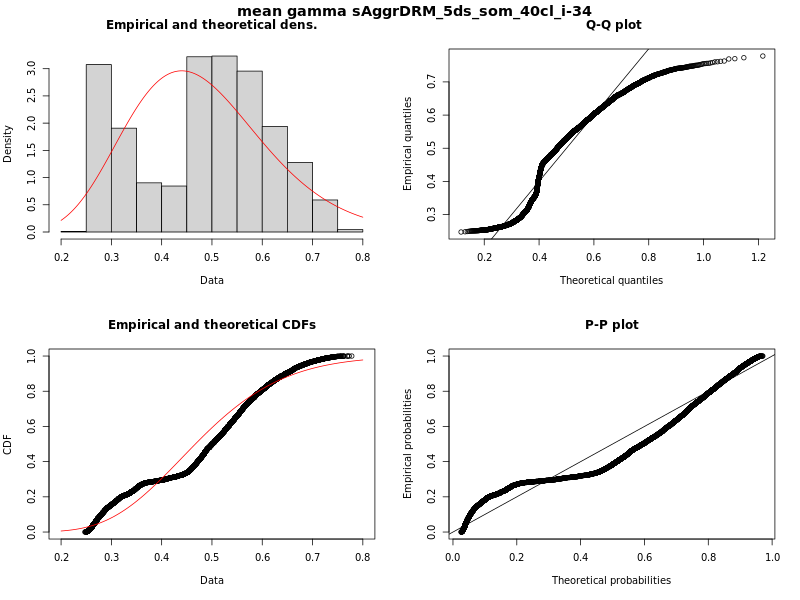 mean gamma sAggrDRM_5ds_som_40cl_i-34
Empirical and theoretical dens.
Density
0.0 0.5 1.0 1.5 2.0 2.5 3.0
0.2 0.3 0.4 0.5 0.6 0.7 0.8
Data
Q-Q plot
Empirical quantiles
0.3 0.4 0.5 0.6 0.7
0.2 0.4 0.6 0.8 1.0 1.2
Theoretical quantiles
Empirical and theoretical CDFs
CDF
0.0 0.2 0.4 0.6 0.8 1.0
0.2 0.3 0.4 0.5 0.6 0.7 0.8
Data
P-P plot
Empirical probabilities
0.0 0.2 0.4 0.6 0.8 1.0
0.0 0.2 0.4 0.6 0.8 1.0
Theoretical probabilities